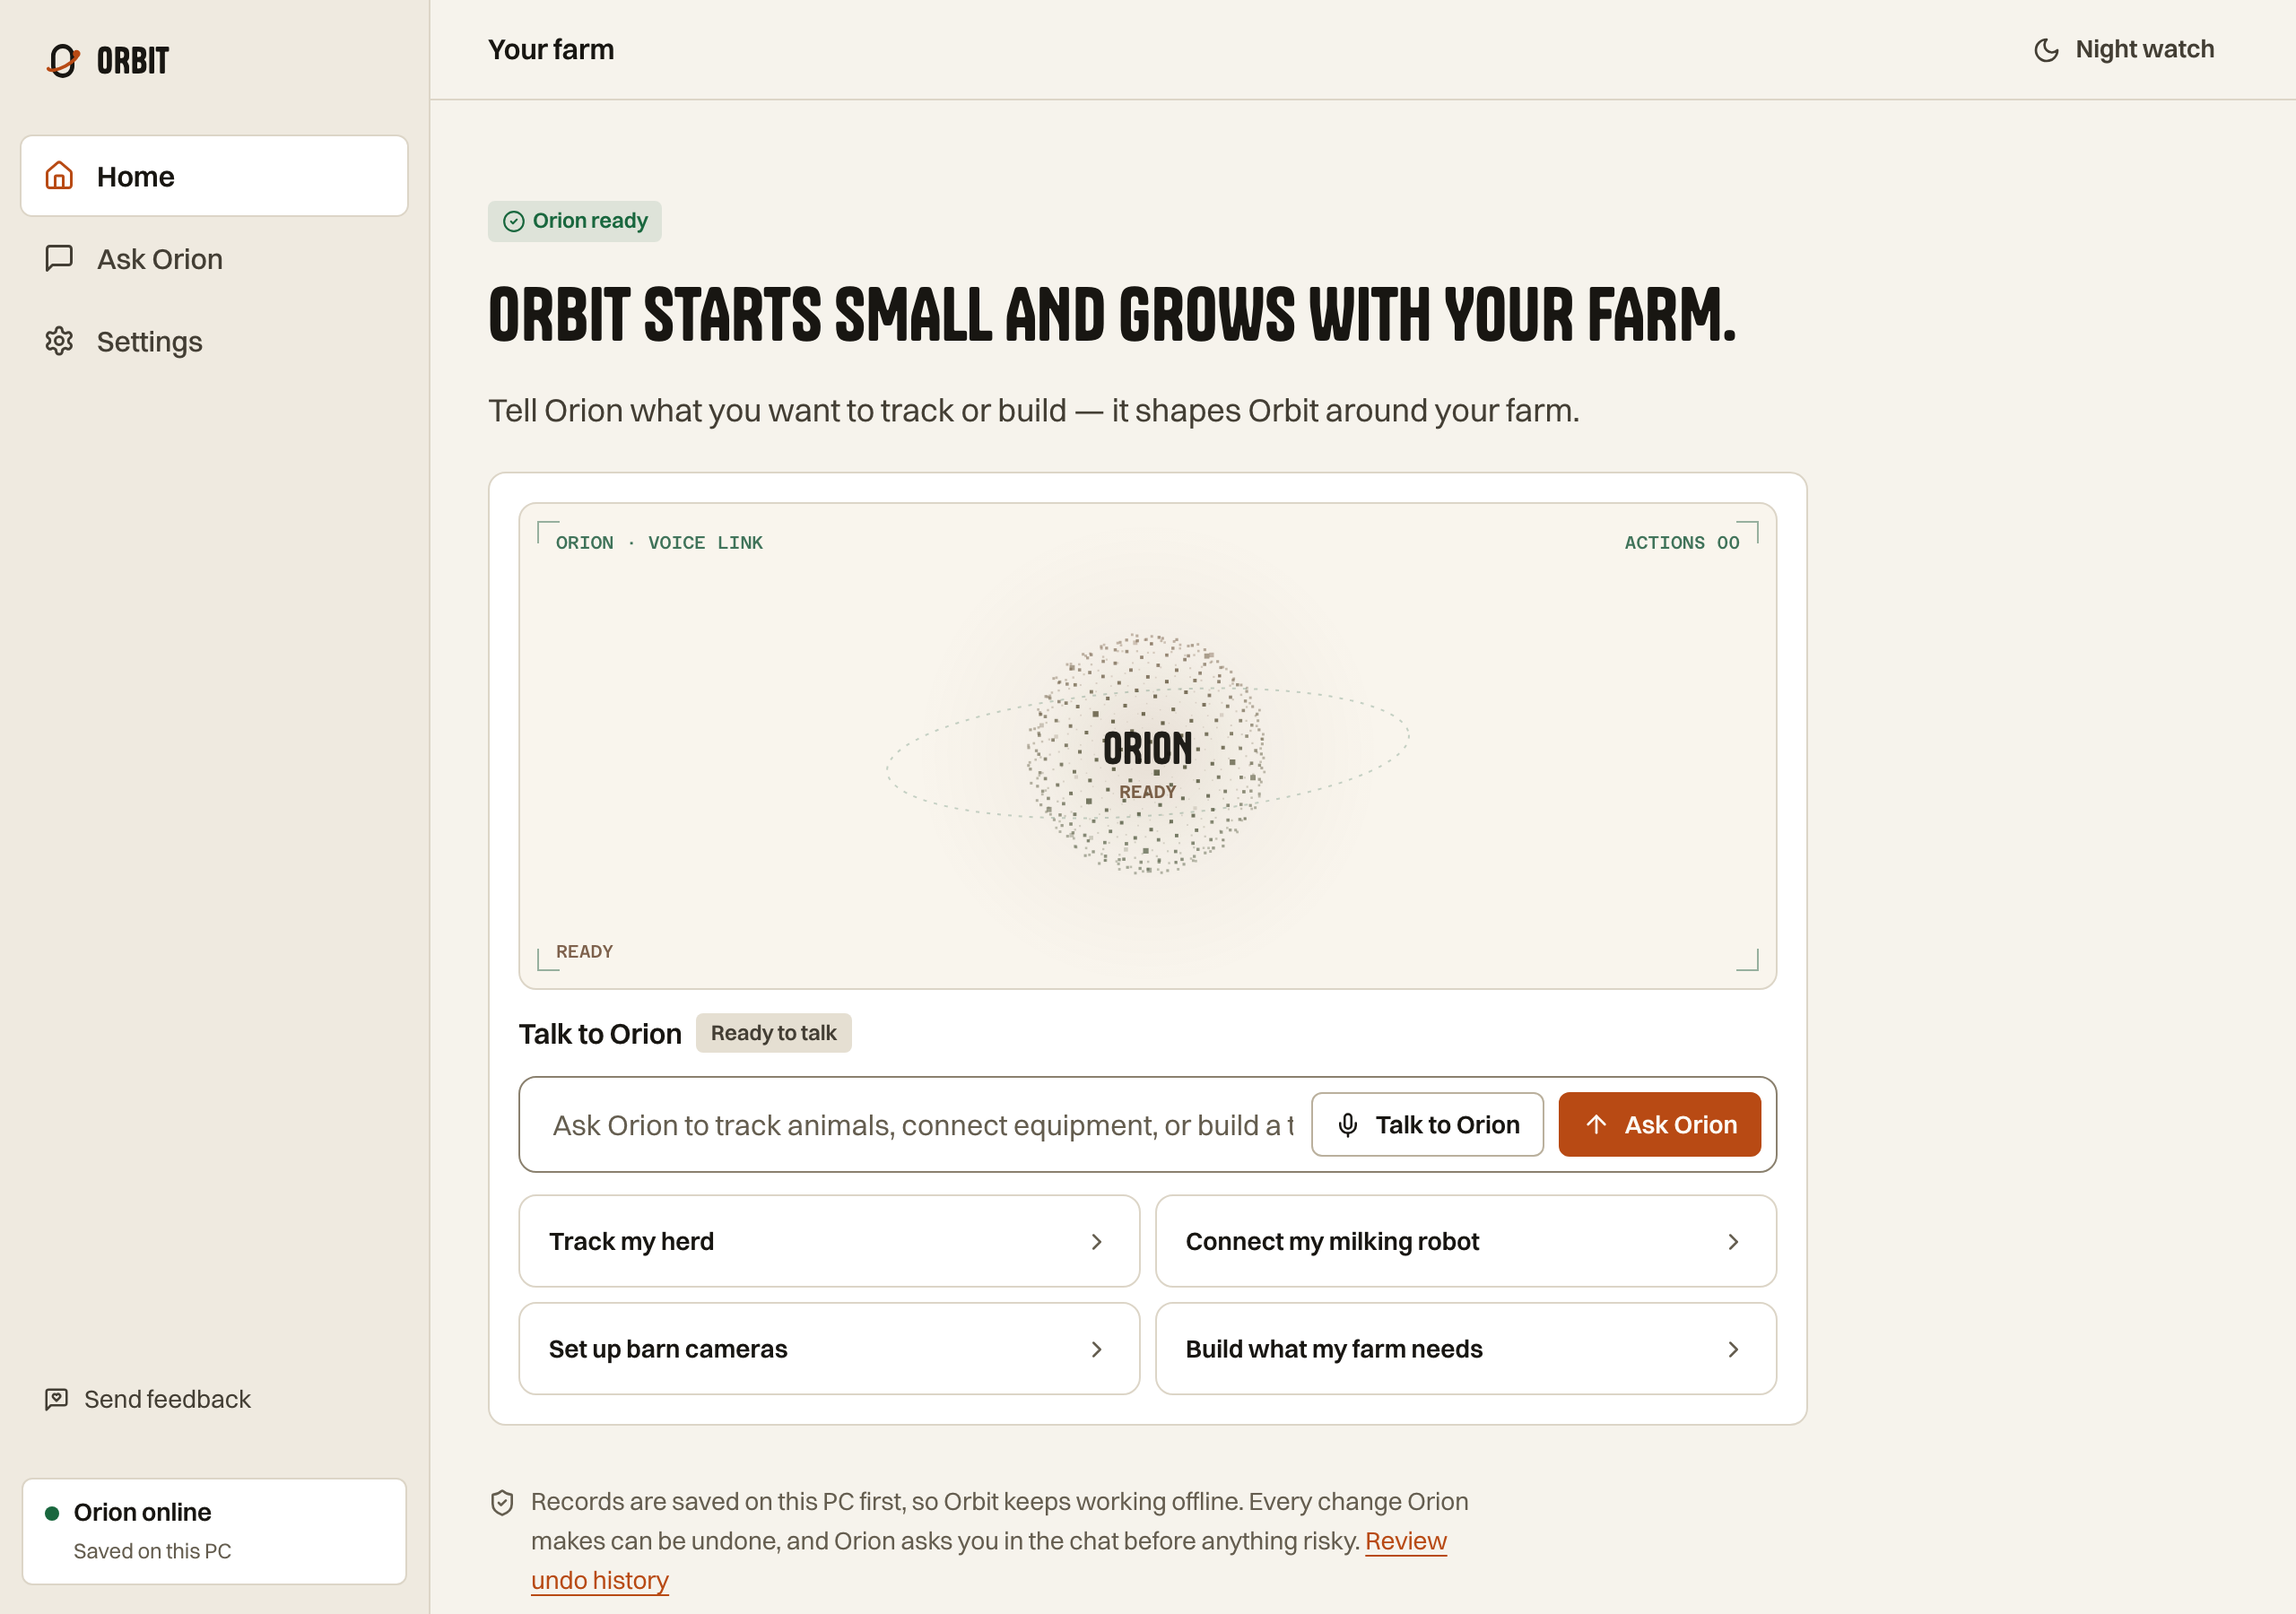 ORBIT
Home
Ask Orion
Settings
Send feedback
Orion online
Saved on this PC
Your farm
Night watch
Orion ready
ORBIT STARTS SMALL AND GROWS WITH YOUR FARM.
Tell Orion what you want to track or build — it shapes Orbit around your farm.
ORION · VOICE LINK
ACTIONS 00
ORION
READY
READY
Talk to Orion
Ready to talk
Ask Orion to track animals, connect equipment, or build a t
Talk to Orion
Ask Orion
Track my herd
Connect my milking robot
Set up barn cameras
Build what my farm needs
Records are saved on this PC first, so Orbit keeps working offline. Every change Orion
makes can be undone, and Orion asks you in the chat before anything risky. Review
undo history